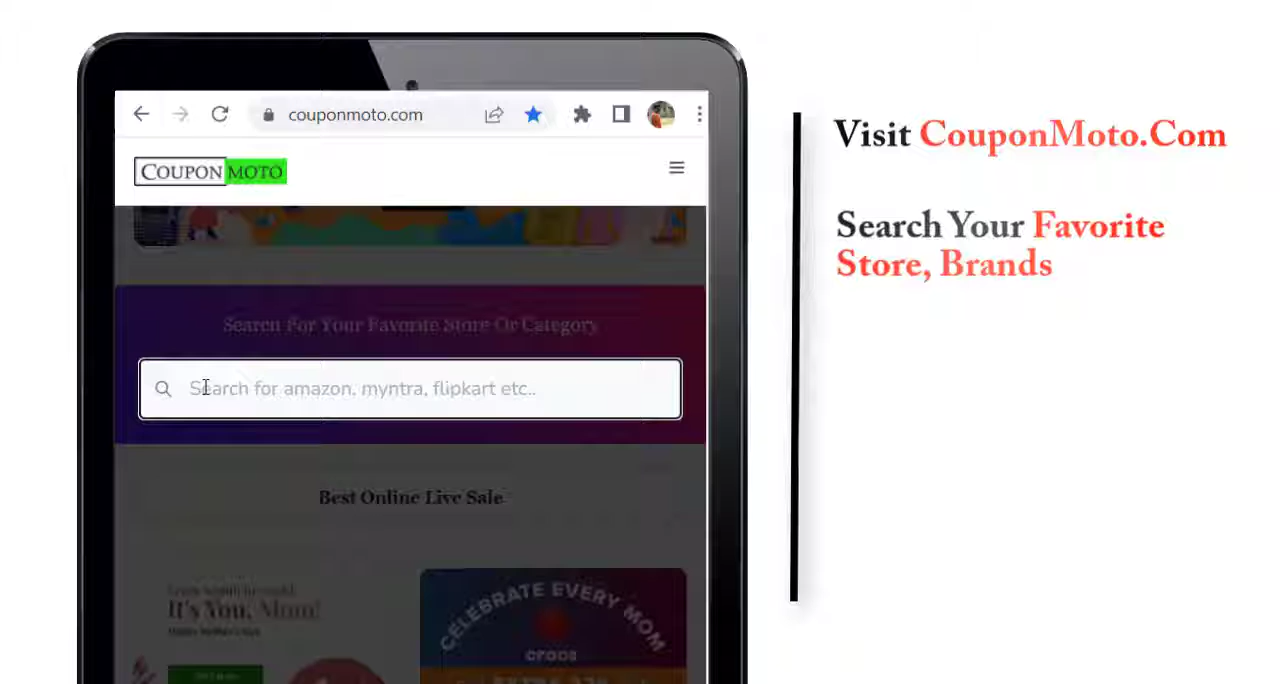 couponmoto.com
COUPON MOTO
Search For Your Favorite Store Or Category
Search for amazon, myntra, flipkart etc..
Best Online Live Sale
It's You, Mom!
CELEBRATE EVERY MOM
crocs
Visit CouponMoto.Com
Search Your Favorite
Store, Brands